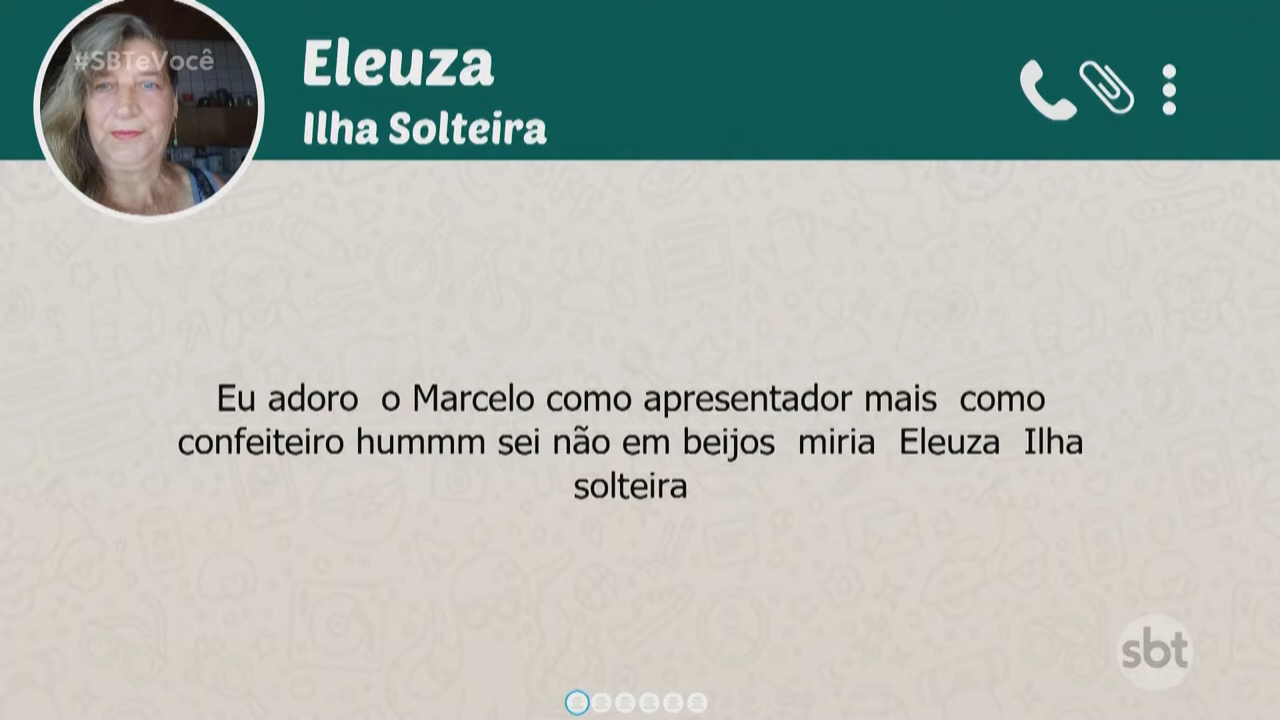 #SBTeVocê
Eleuza
Ilha Solteira
Eu adoro o Marcelo como apresentador mais como
confeiteiro hummm sei não em beijos miria Eleuza Ilha
solteira
sbt